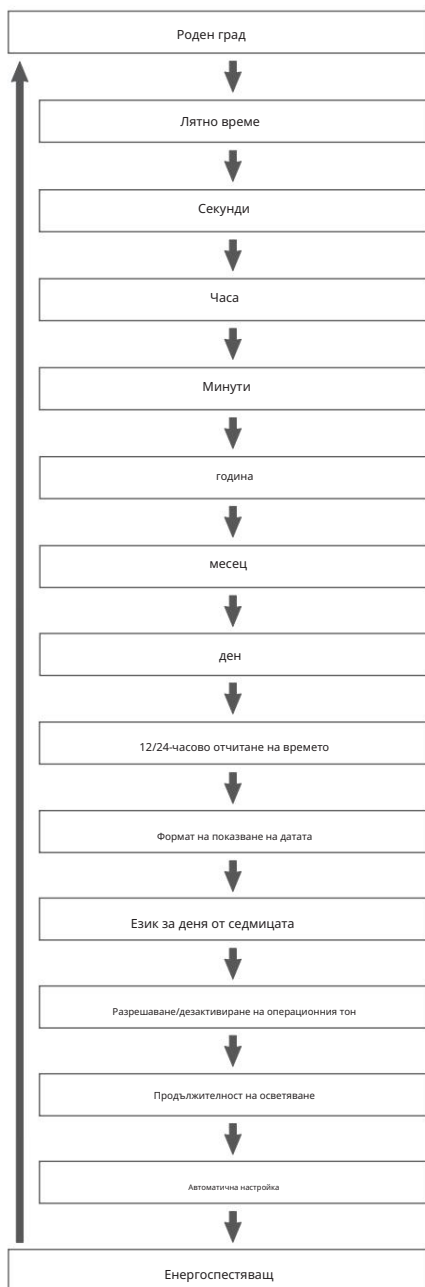 Роден град
Лятно време
Секунди
Часа
Минути
година
месец
ден
12/24-часово отчитане на времето
Формат на показване на датата
Език за деня от седмицата
Разрешаване/дезактивиране на операционния тон
Продължителност на осветяване
Автоматична настройка
Енергоспестяващ